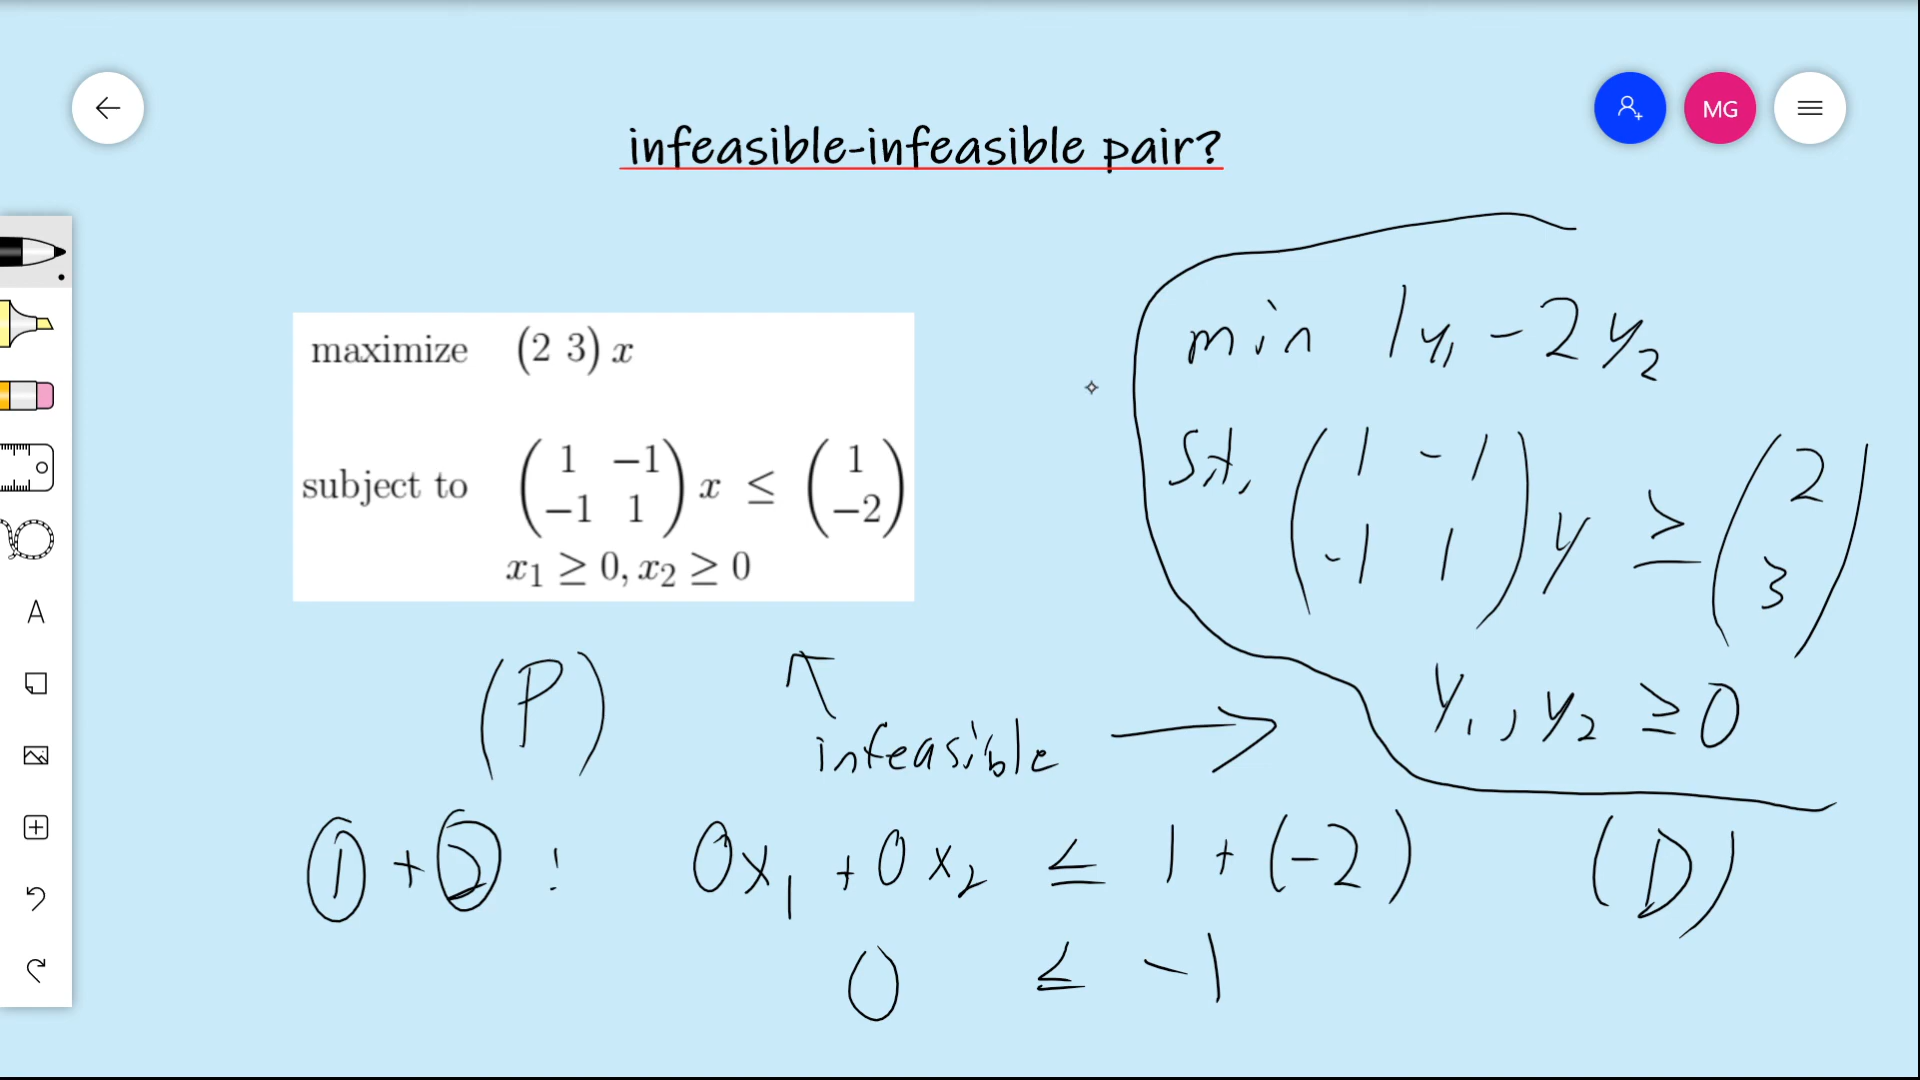 MG
infeasible-infeasible pair?
maximize (2 3) x
subject to ( 1 −1 ) x ≤ ( 1 )
( −1 1 ) ( −2 )
x1 ≥ 0, x2 ≥ 0
min 1y1 - 2y2
s.t. ( 1 -1 ) y ≥ ( 2 )
( -1 1 ) ( 3 )
y1, y2 ≥ 0
(P)
infeasible
(D)
① + ② : 0x1 + 0x2 ≤ 1 + (-2)
0 ≤ -1
A